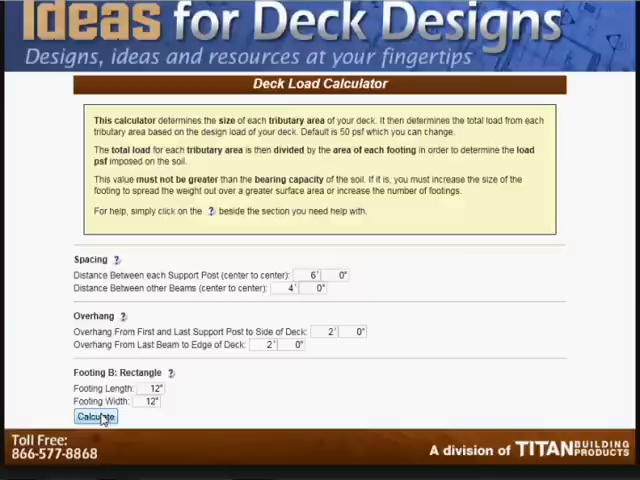 Ideas for Deck Designs
Designs, ideas and resources at your fingertips
Deck Load Calculator
This calculator determines the size of each tributary area of your deck. It then determines the total load from each
tributary area based on the design load of your deck. Default is 50 psf which you can change.
The total load for each tributary area is then divided by the area of each footing in order to determine the load
psf imposed on the soil.
This value must not be greater than the bearing capacity of the soil. If it is, you must increase the size of the
footing to spread the weight out over a greater surface area or increase the number of footings.
For help, simply click on the ? beside the section you need help with.
Spacing ?
Distance Between each Support Post (center to center): 6' 0"
Distance Between other Beams (center to center): 4' 0"
Overhang ?
Overhang From First and Last Support Post to Side of Deck: 2' 0"
Overhang From Last Beam to Edge of Deck: 2' 0"
Footing B: Rectangle ?
Footing Length: 12"
Footing Width: 12"
Calculate
Toll Free:
866-577-8868
A division of TITAN BUILDING PRODUCTS